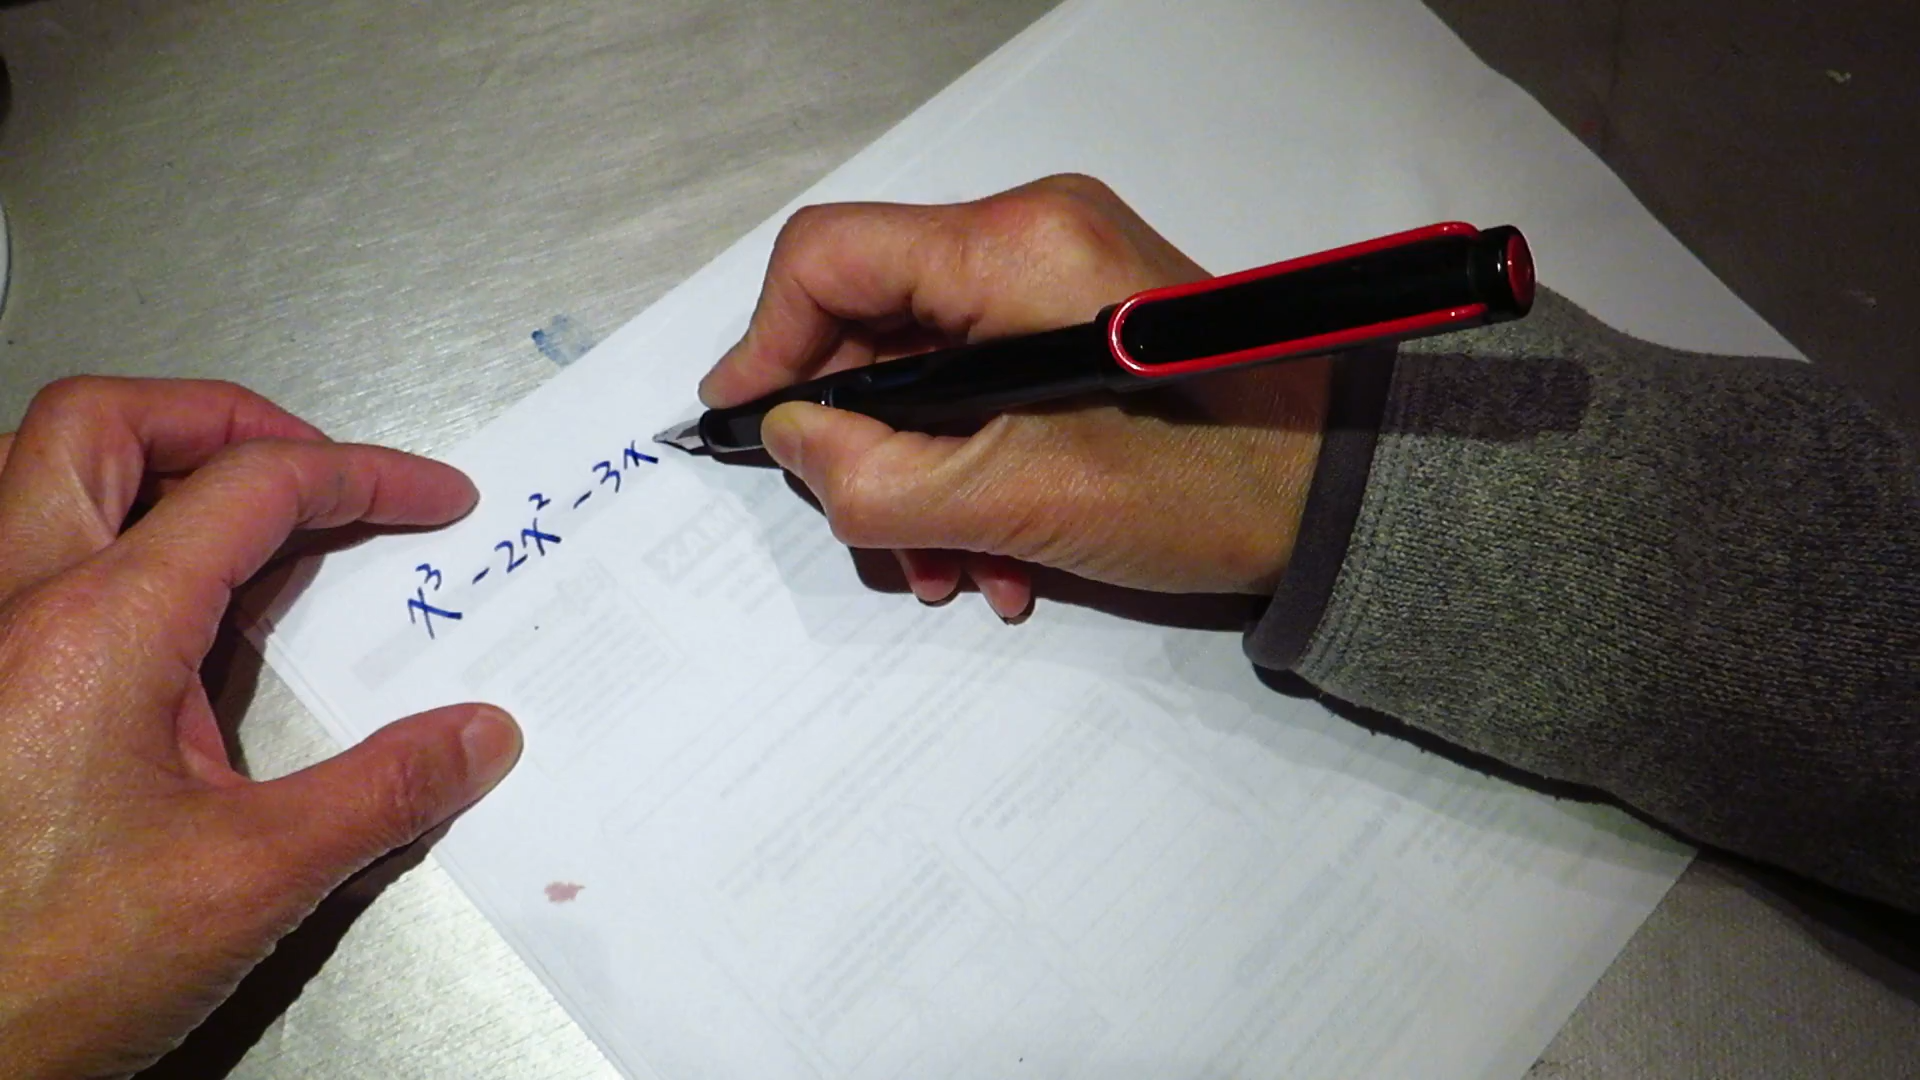 x³ - 2x² - 3x